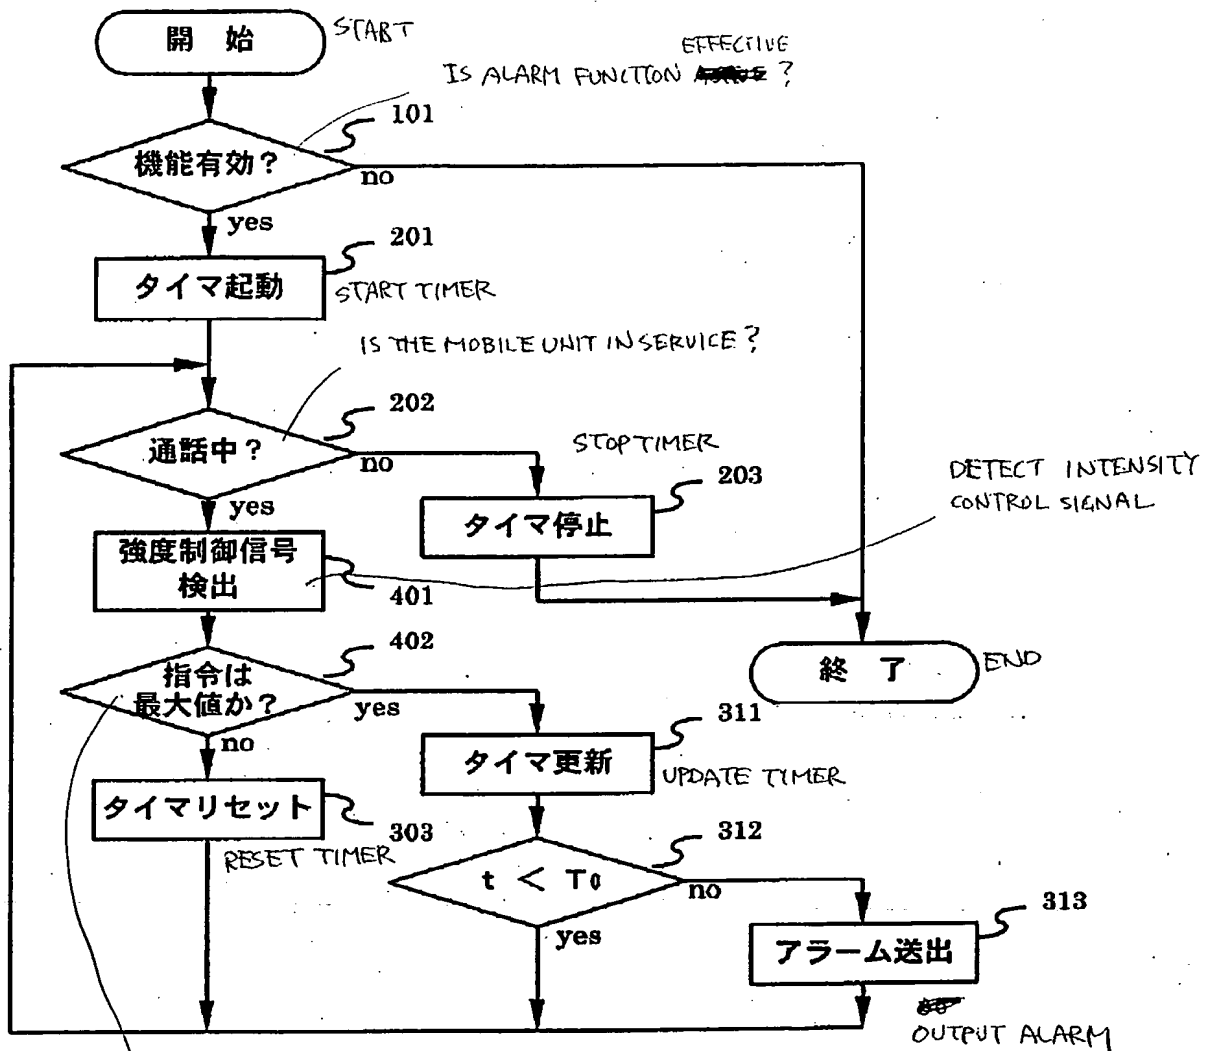 開 始
START
EFFECTIVE
IS ALARM FUNCTION ?
101
機能有効?
no
yes
201
タイマ起動
START TIMER
IS THE MOBILE UNIT IN SERVICE?
202
通話中?
no
yes
STOP TIMER
203
タイマ停止
DETECT INTENSITY
CONTROL SIGNAL
強度制御信号
検出
401
402
指令は
最大値か?
yes
no
終 了
END
311
タイマ更新
UPDATE TIMER
タイマリセット
303
RESET TIMER
312
t < T0
no
yes
313
アラーム送出
OUTPUT ALARM